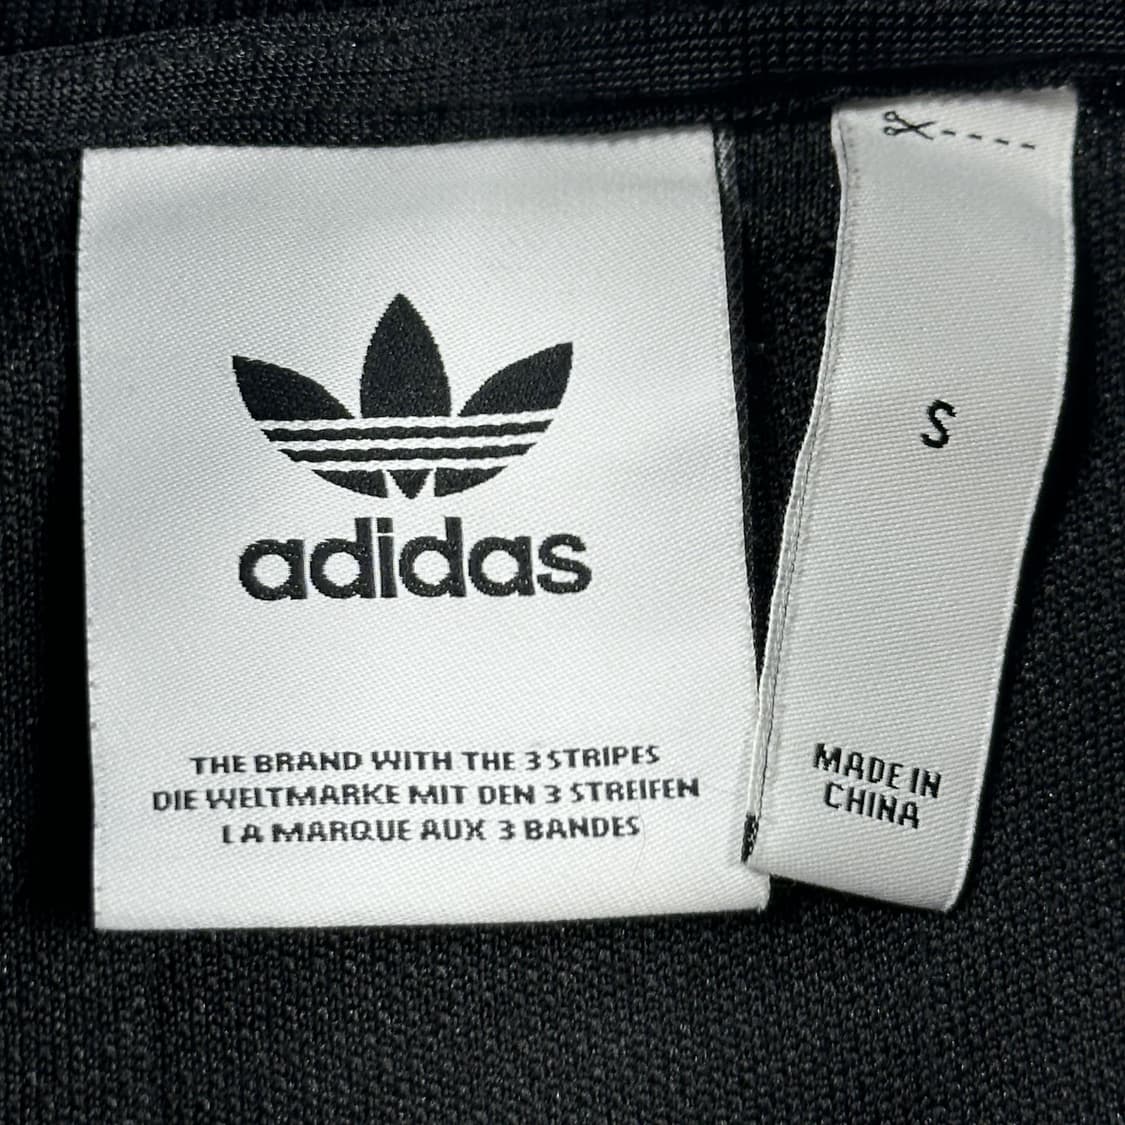 adidas
THE BRAND WITH THE 3 STRIPES
DIE WELTMARKE MIT DEN 3 STREIFEN
LA MARQUE AUX 3 BANDES
S
MADE IN
CHINA